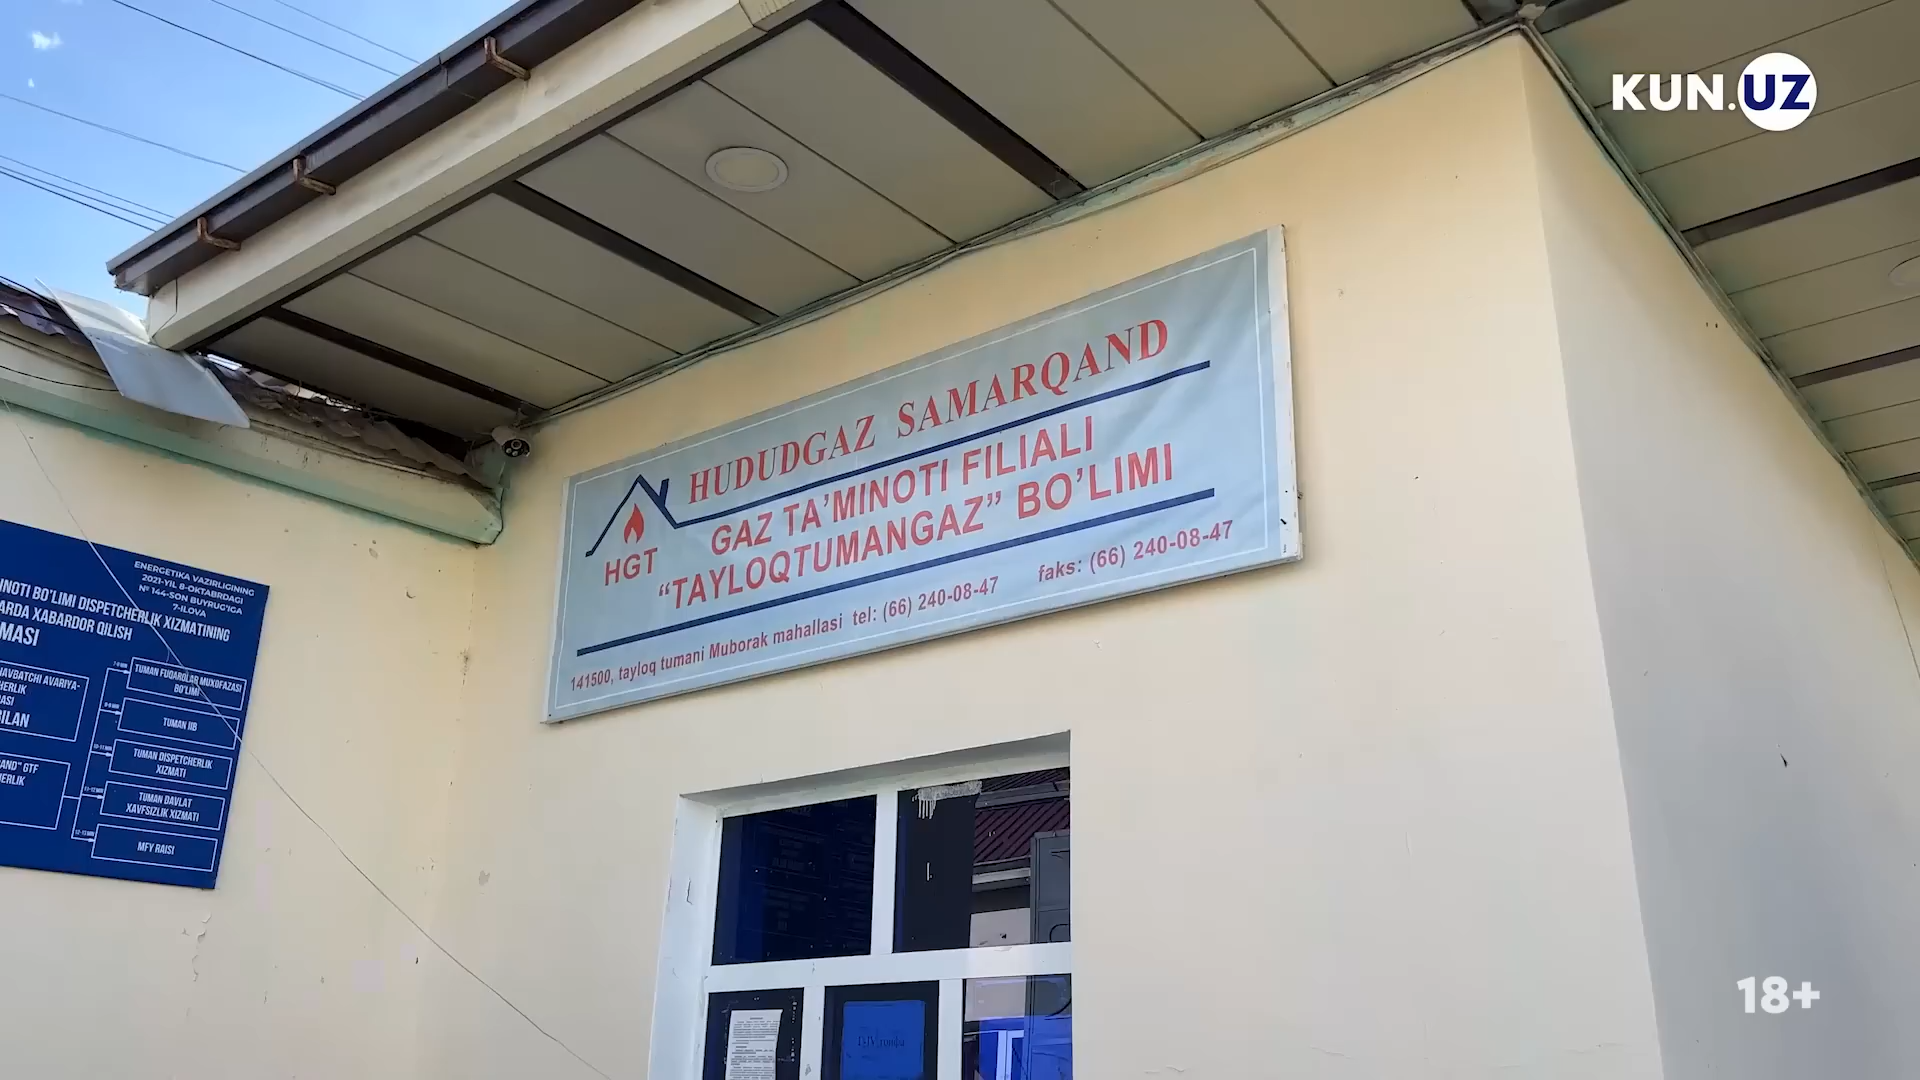 KUN.UZ
HUDUDGAZ SAMARQAND
GAZ TA'MINOTI FILIALI
"TAYLOQTUMANGAZ" BO'LIMI
HGT
141500, tayloq tumani Muborak mahallasi tel: (66) 240-08-47 faks: (66) 240-08-47
ENERGETIKA VAZIRLIGINING
2021-YIL 8-OKTABRDAGI
№ 144-SON BUYRUG'IGA
7-ILOVA
BO'LIMI DISPETCHERLIK XIZMATINING
XABARDOR QILISH
TUMAN FUQAROLAR MUXOFAZASI
BO'LIMI
TUMAN IIB
TUMAN DISPETCHERLIK
XIZMATI
TUMAN DAVLAT
XAVFSIZLIK XIZMATI
MFY RAISI
GTF
18+